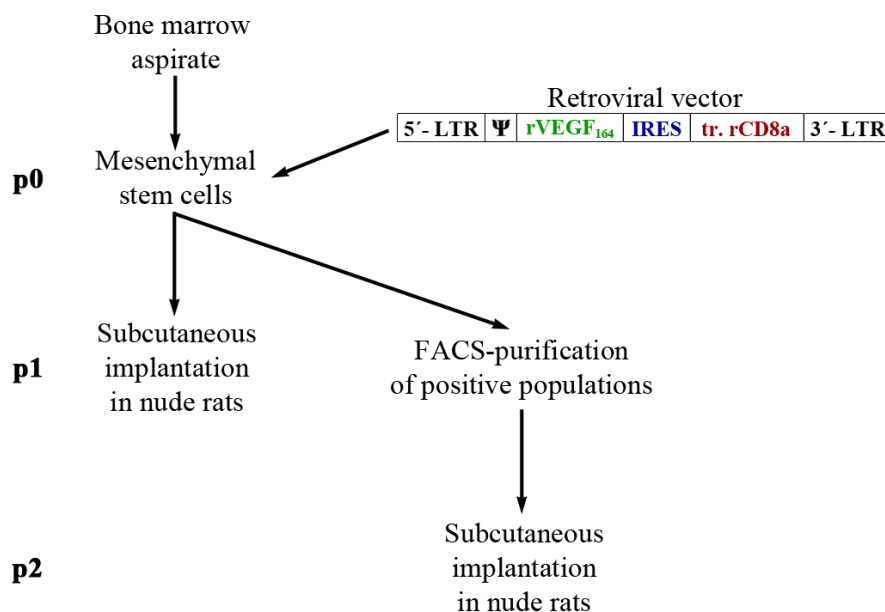 Bone marrow
aspirate
Retroviral vector
5´- LTR Ψ rVEGF₁₆₄ IRES tr. rCD8a 3´- LTR
p0
Mesenchymal
stem cells
p1
Subcutaneous
implantation
in nude rats
FACS-purification
of positive populations
p2
Subcutaneous
implantation
in nude rats